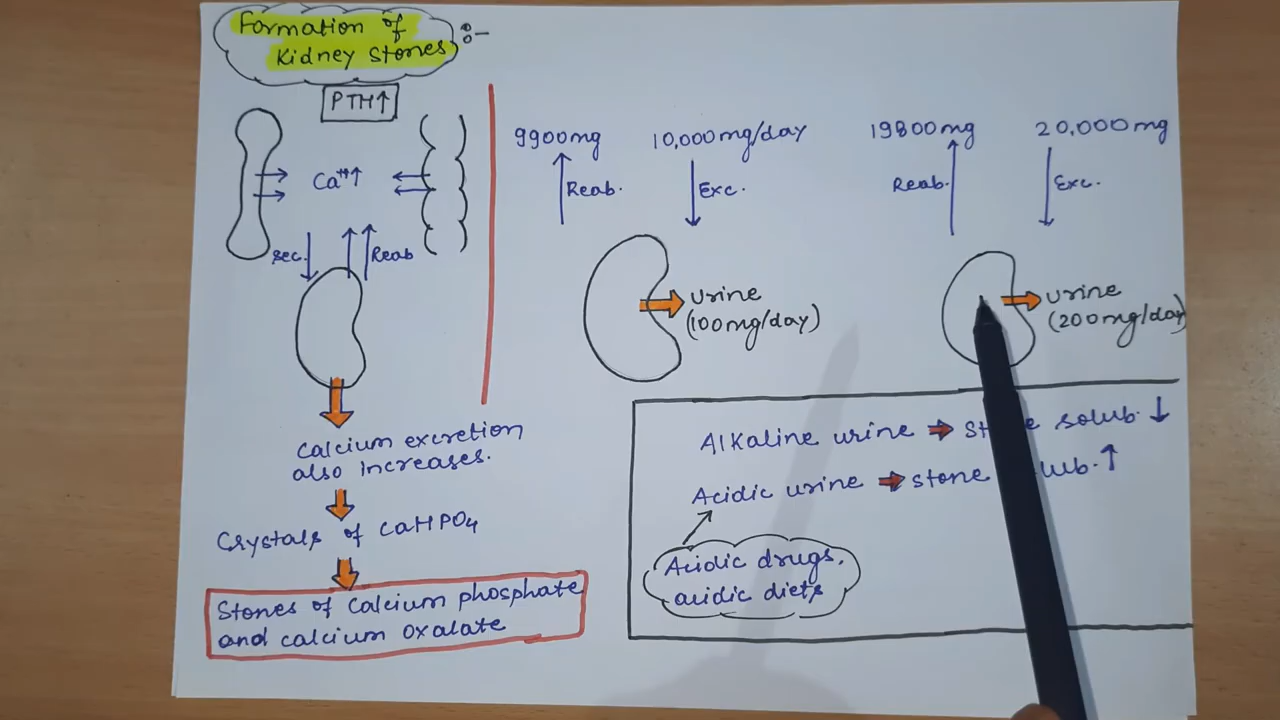 Formation of
Kidney Stones :-
PTH↑
Ca⁺⁺↑
Sec.
Reab
Calcium excretion
also increases.
Crystals of CaHPO4
Stones of Calcium phosphate
and calcium oxalate
9900mg
10,000mg/day
Reab.
Exc.
Urine
(100mg/day)
19800mg
20,000mg
Reab.
Exc.
Urine
(200mg/day)
Alkaline urine → St e solub. ↓
Acidic urine → stone lub. ↑
Acidic drugs,
acidic diets